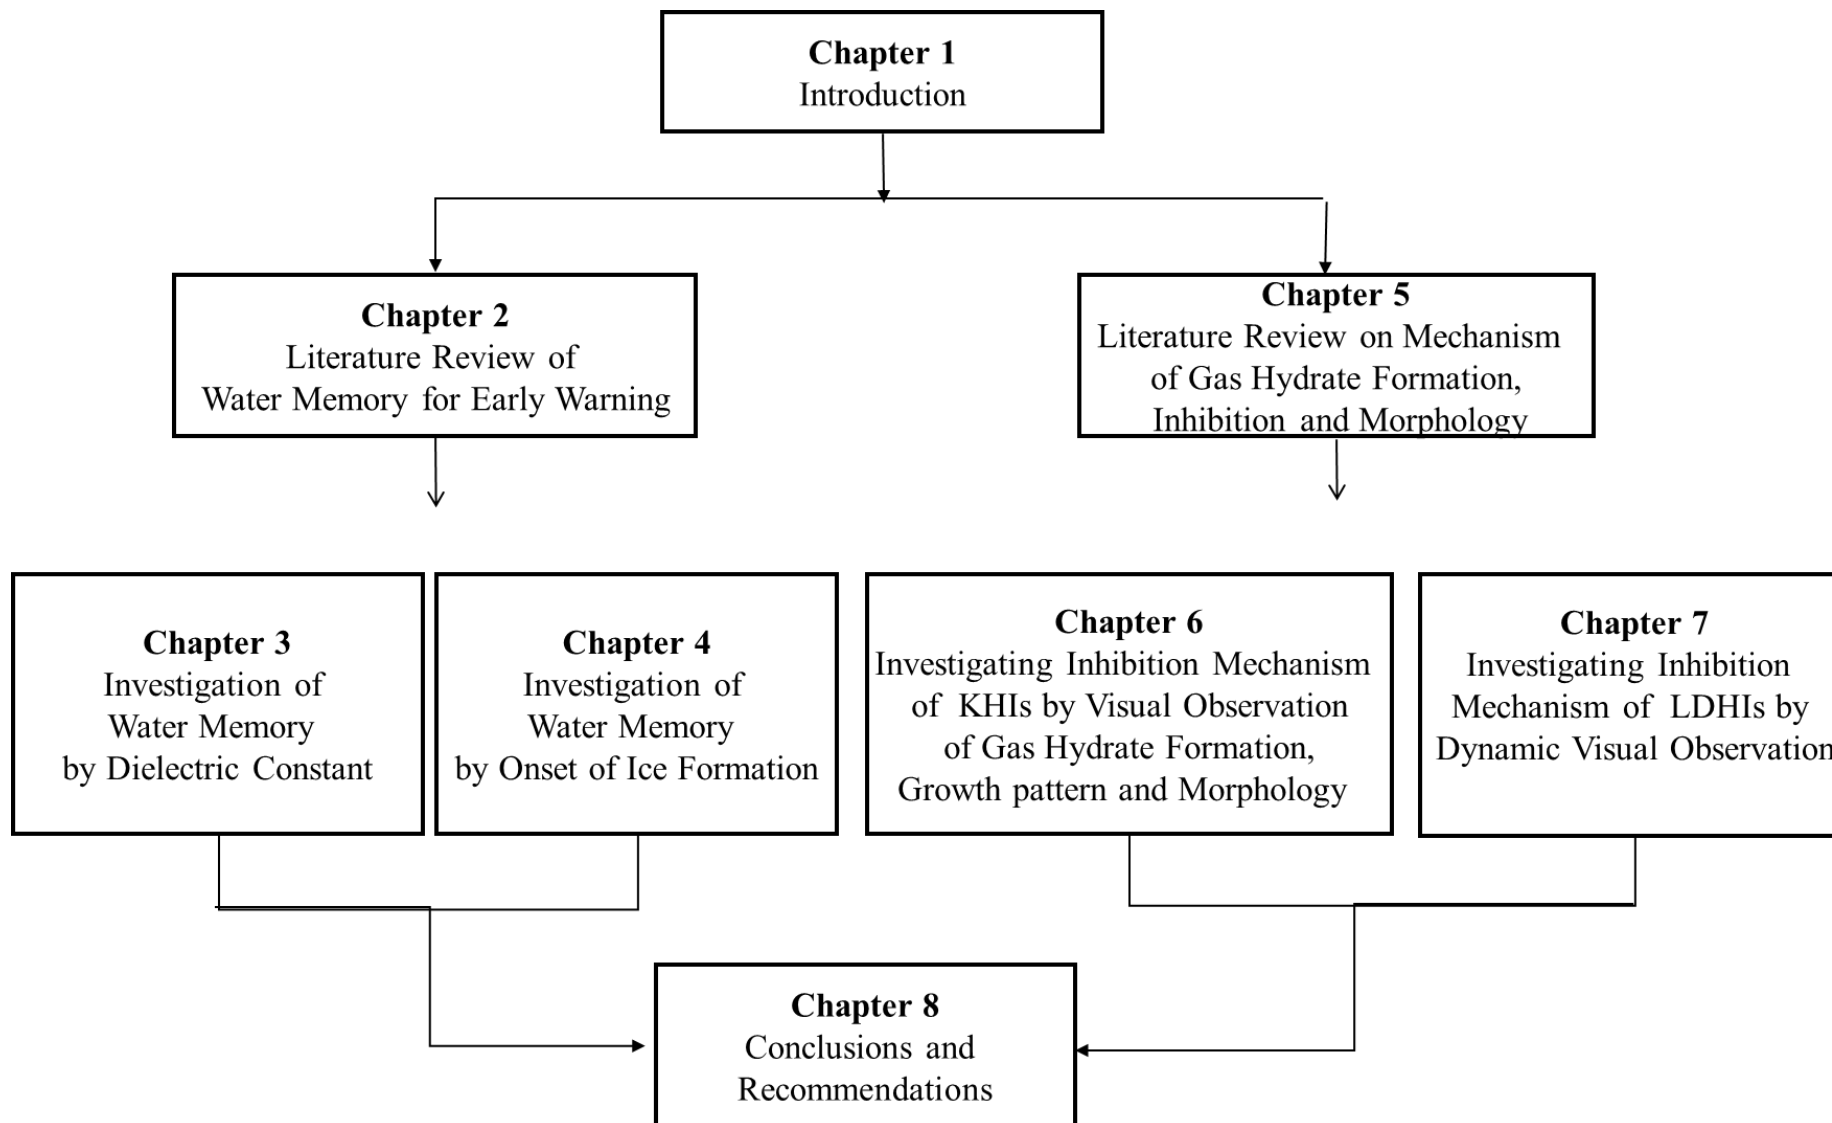 Chapter 1
Introduction
Chapter 2
Literature Review of
Water Memory for Early Warning
Chapter 5
Literature Review on Mechanism
of Gas Hydrate Formation,
Inhibition and Morphology
Chapter 3
Investigation of
Water Memory
by Dielectric Constant
Chapter 4
Investigation of
Water Memory
by Onset of Ice Formation
Chapter 6
Investigating Inhibition Mechanism
of KHIs by Visual Observation
of Gas Hydrate Formation,
Growth pattern and Morphology
Chapter 7
Investigating Inhibition
Mechanism of LDHIs by
Dynamic Visual Observation
Chapter 8
Conclusions and
Recommendations